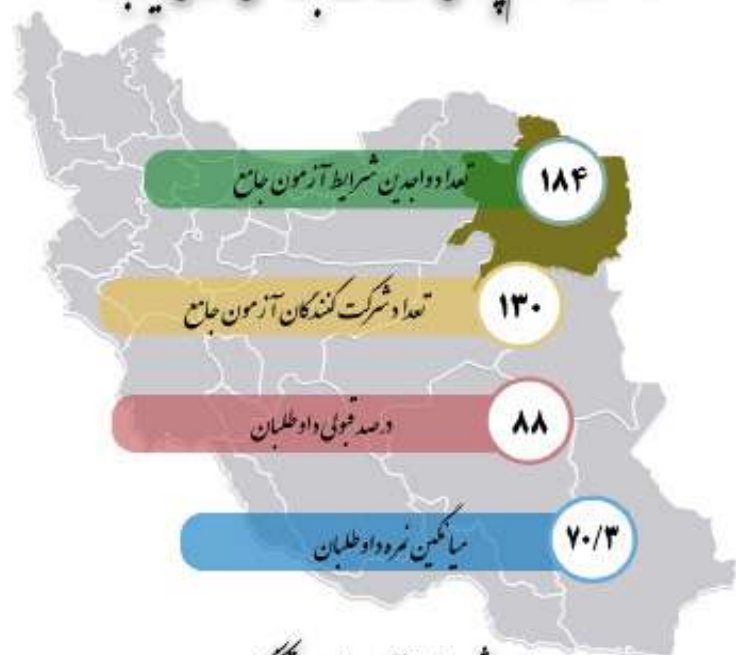 ۱۸۴ تعداد واجدین شرایط آزمون جامع
۱۳۰ تعداد شرکت کنندگان آزمون جامع
۸۸ درصد قبولی داوطلبان
۷۰/۳ میانگین نمره داوطلبان